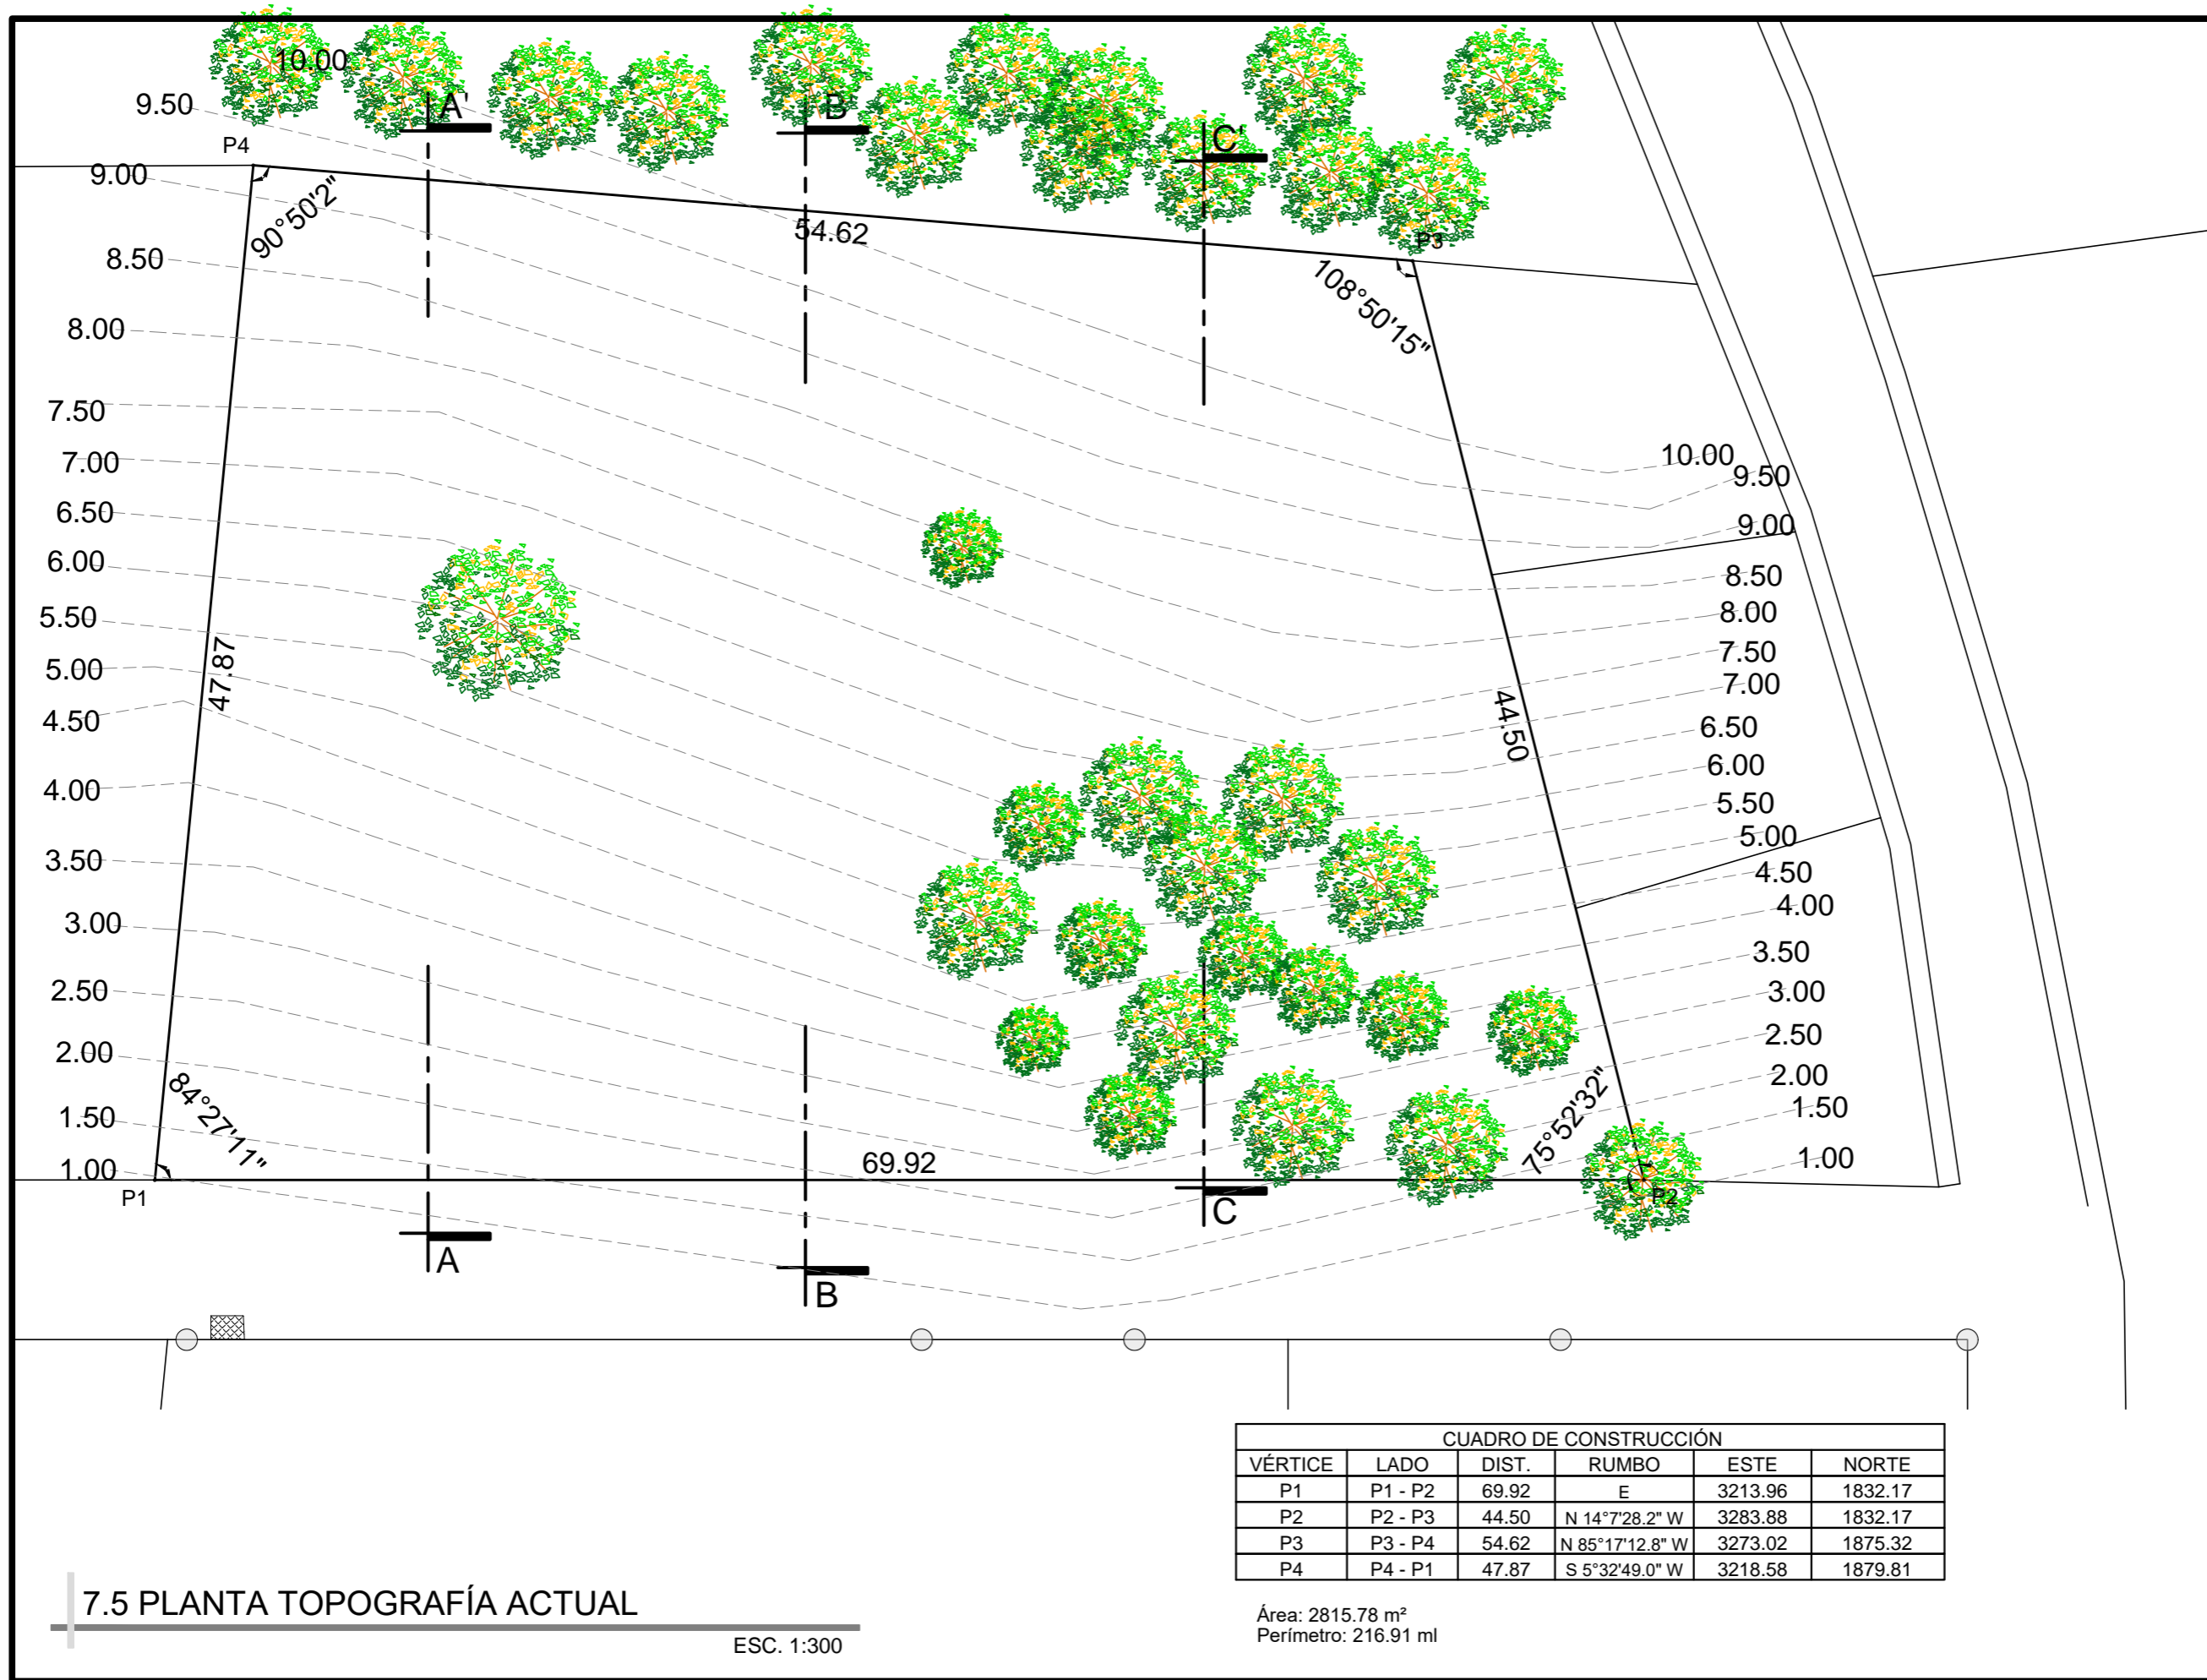 10.00
A'
B
C'
9.50
P4
9.00
90°50'2"
54.62
P3
8.50
108°50'15"
8.00
7.50
7.00
6.50
6.00
5.50
5.00
4.50
4.00
3.50
3.00
2.50
2.00
1.50
1.00
47.87
44.50
10.00
9.50
9.00
8.50
8.00
7.50
7.00
6.50
6.00
5.50
5.00
4.50
4.00
3.50
3.00
2.50
2.00
1.50
1.00
84°27'11"
75°52'32"
69.92
P1
P2
A
B
C
CUADRO DE CONSTRUCCIÓN
VÉRTICE LADO DIST. RUMBO ESTE NORTE
P1 P1 - P2 69.92 E 3213.96 1832.17
P2 P2 - P3 44.50 N 14°7'28.2" W 3283.88 1832.17
P3 P3 - P4 54.62 N 85°17'12.8" W 3273.02 1875.32
P4 P4 - P1 47.87 S 5°32'49.0" W 3218.58 1879.81
Área: 2815.78 m²
Perímetro: 216.91 ml
7.5 PLANTA TOPOGRAFÍA ACTUAL
ESC. 1:300